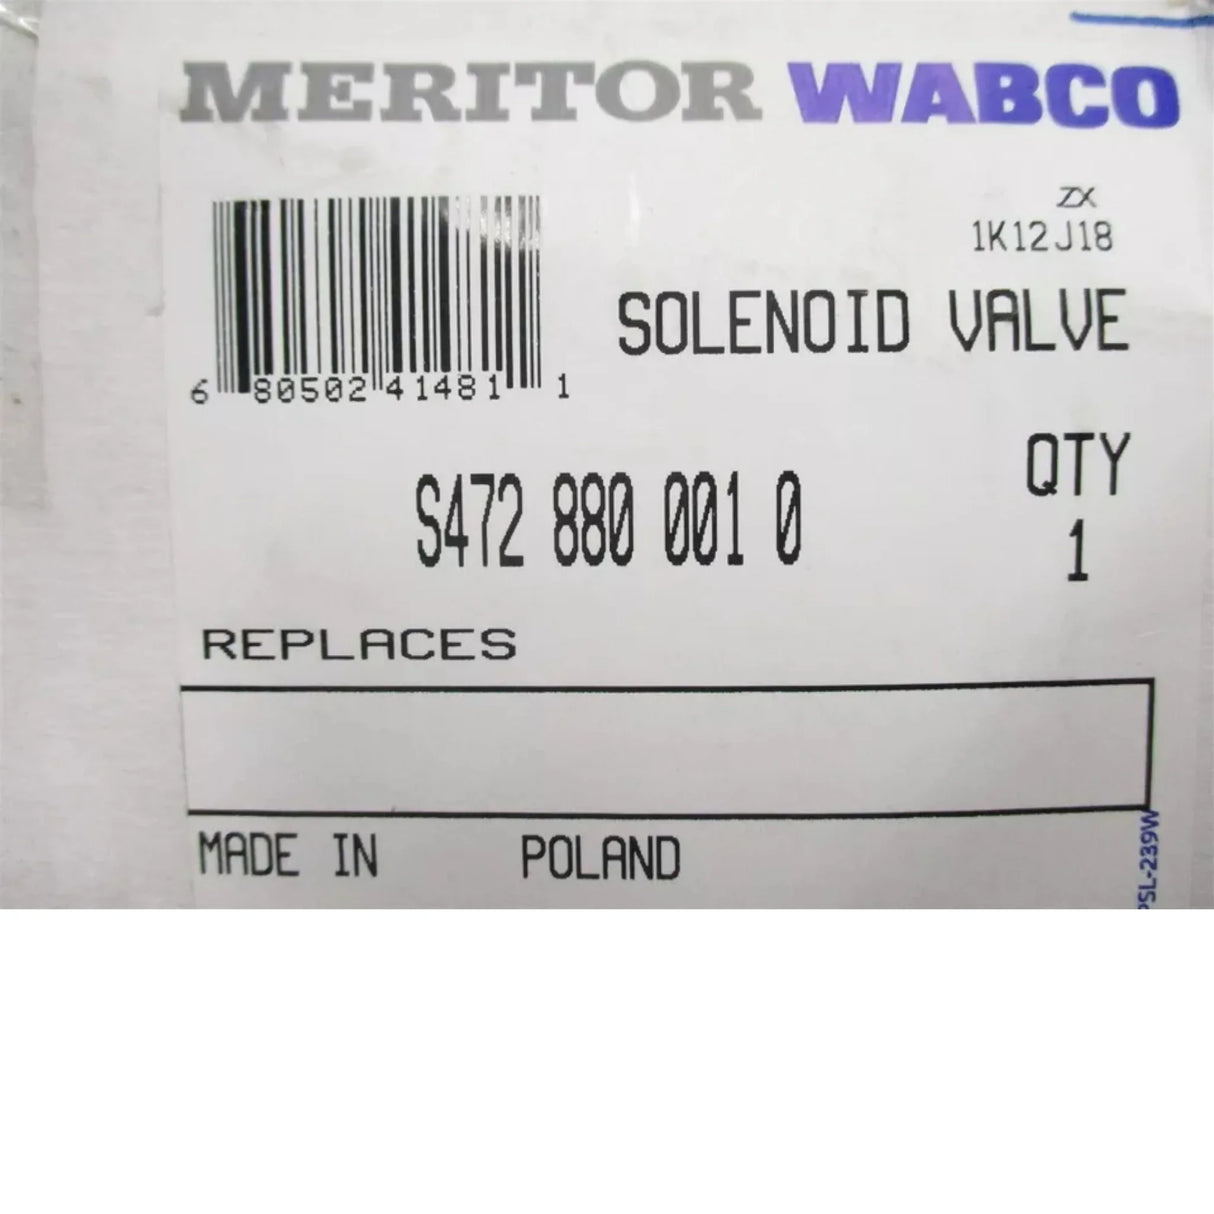 MERITOR WABCO
ZX
1K12J18
SOLENOID VALVE
6 80502 41481 1
QTY
S472 880 001 0
1
REPLACES
MADE IN POLAND
PSL-239W